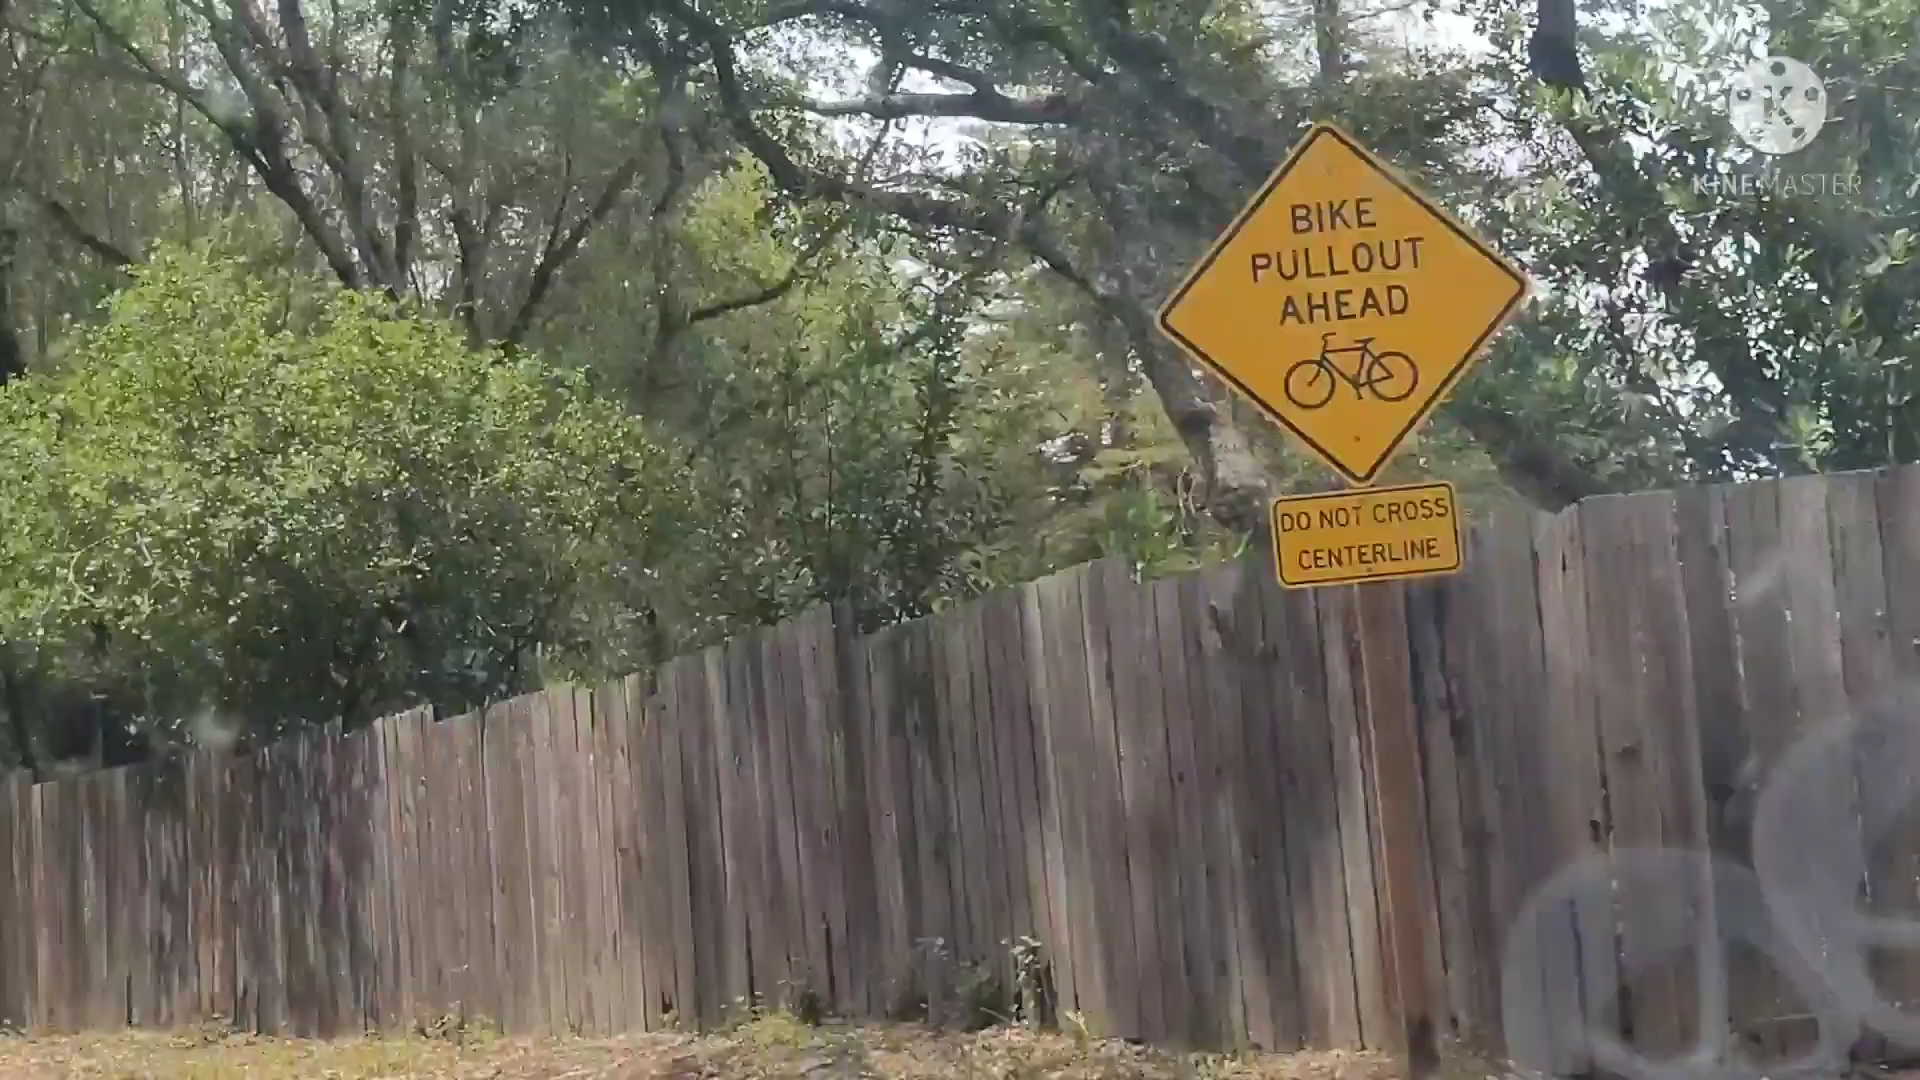 BIKE
PULLOUT
AHEAD
DO NOT CROSS
CENTERLINE
KINEMASTER